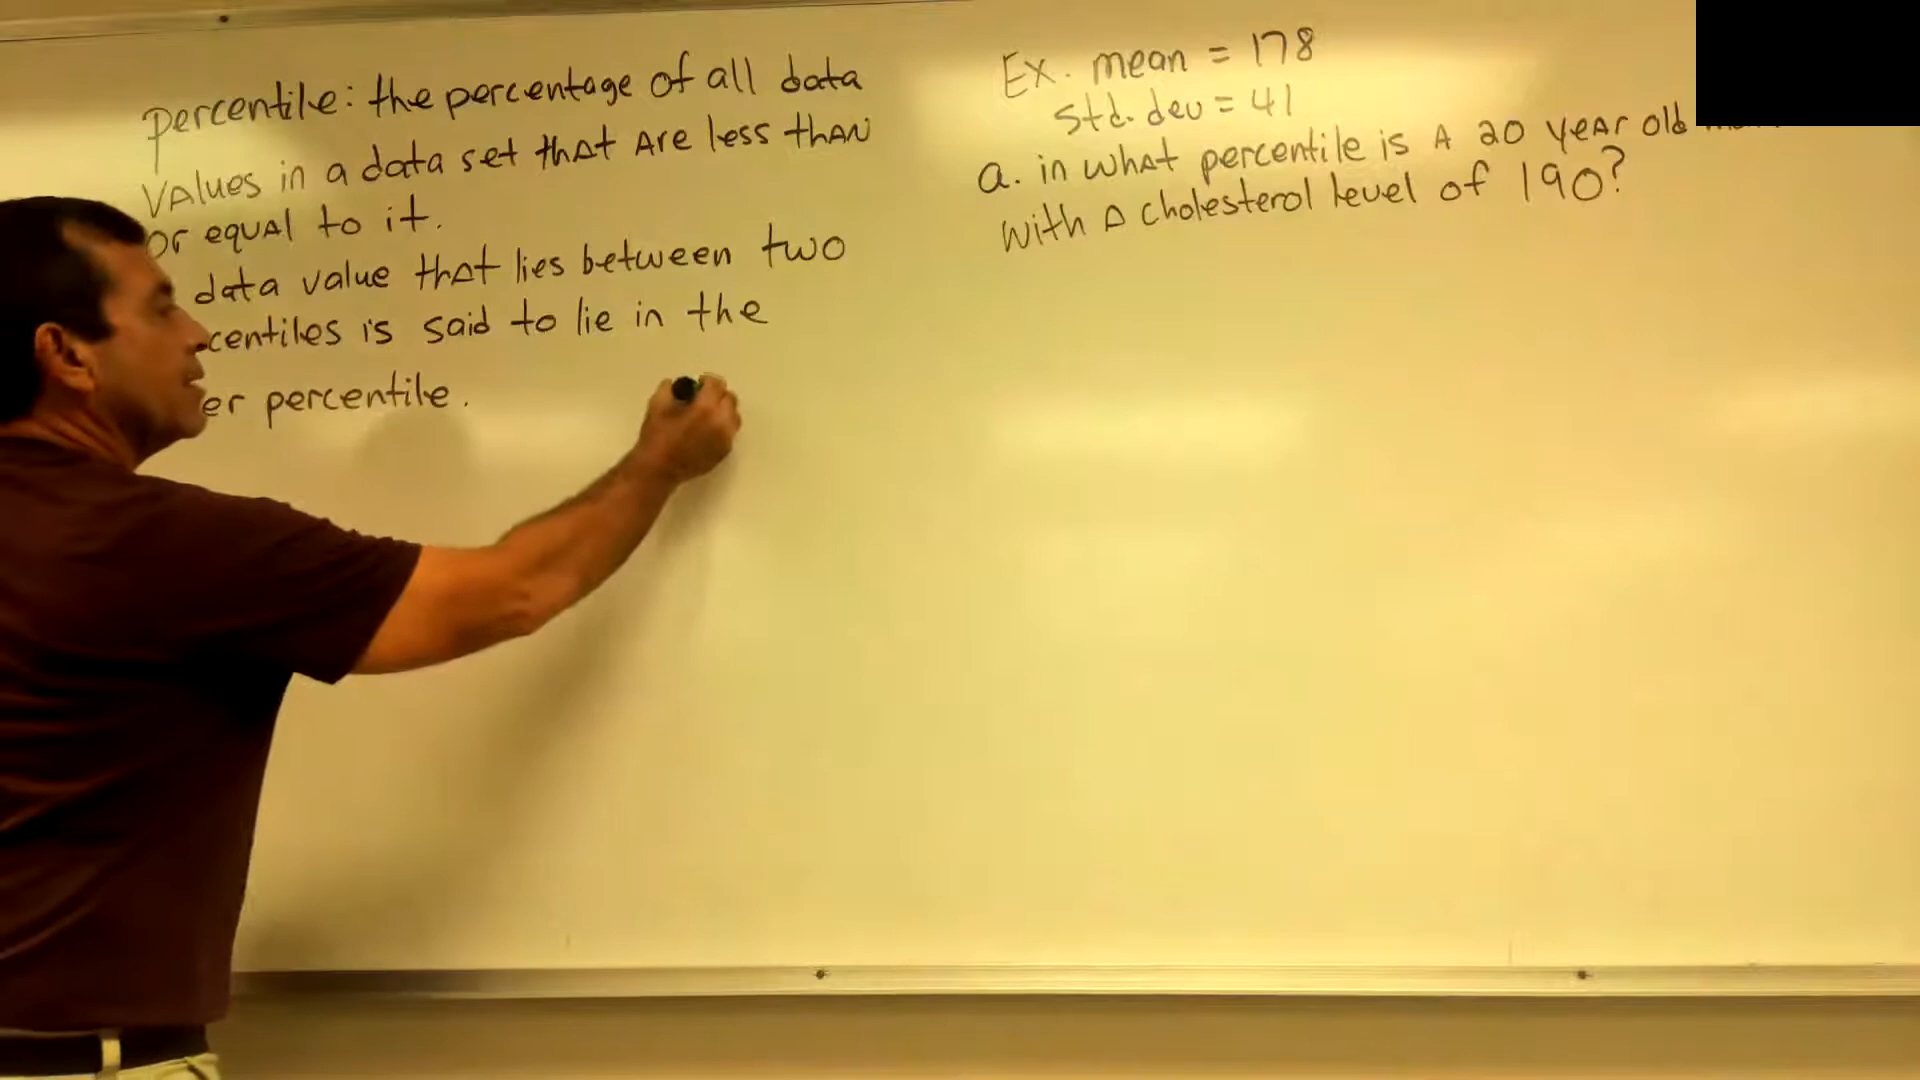 percentile: the percentage of all data
values in a data set that are less than
or equal to it.
data value that lies between two
centiles is said to lie in the
er percentile.
Ex. mean = 178
std. dev = 41
a. in what percentile is a 20 year old
with a cholesterol level of 190?